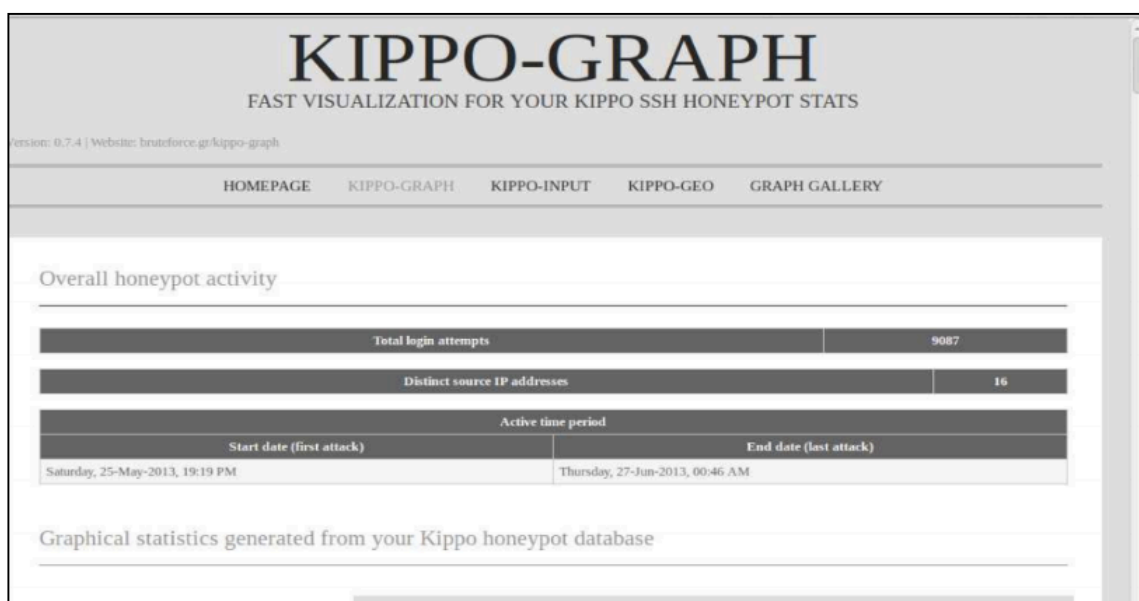 KIPPO-GRAPH
FAST VISUALIZATION FOR YOUR KIPPO SSH HONEYPOT STATS
Version: 0.7.4 | Website: bruteforce.gr/kippo-graph
HOMEPAGE KIPPO-GRAPH KIPPO-INPUT KIPPO-GEO GRAPH GALLERY
Overall honeypot activity
Total login attempts 9087
Distinct source IP addresses 16
Active time period
Start date (first attack) End date (last attack)
Saturday, 25-May-2013, 19:19 PM Thursday, 27-Jun-2013, 00:46 AM
Graphical statistics generated from your Kippo honeypot database